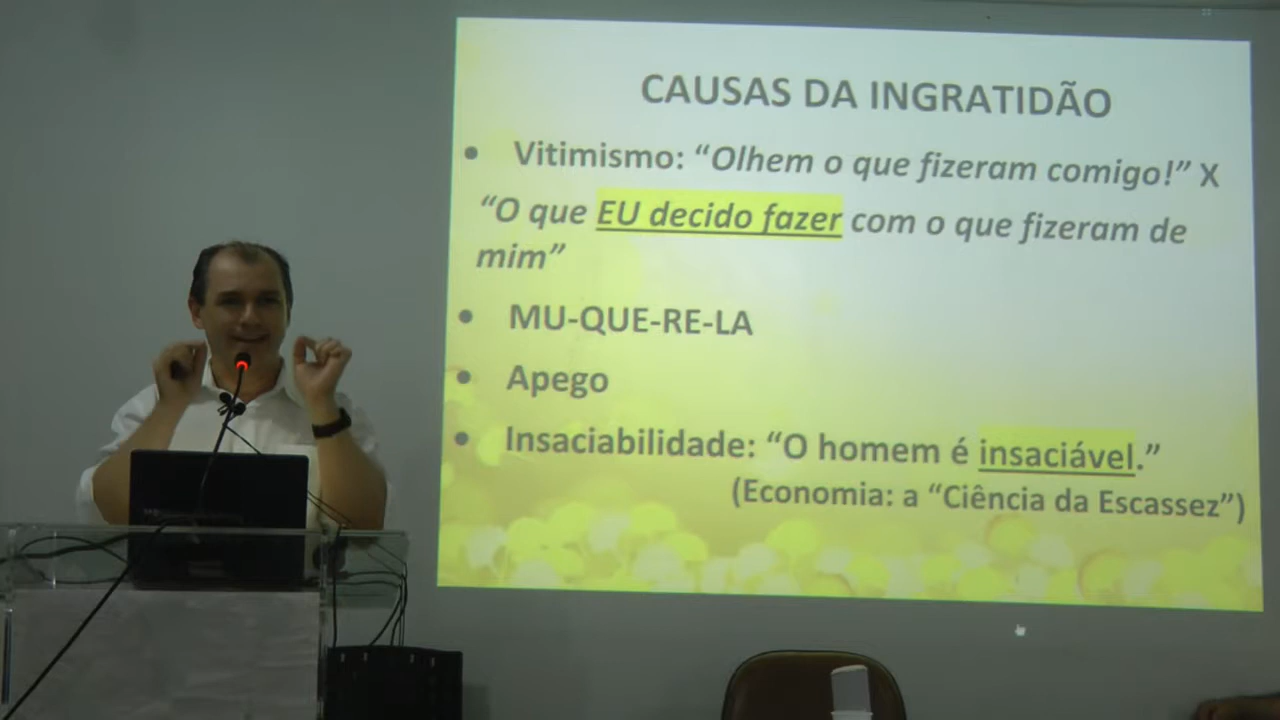 CAUSAS DA INGRATIDÃO
• Vitimismo: “Olhem o que fizeram comigo!” X
“O que EU decido fazer com o que fizeram de
mim”
• MU-QUE-RE-LA
• Apego
• Insaciabilidade: “O homem é insaciável.”
(Economia: a “Ciência da Escassez”)